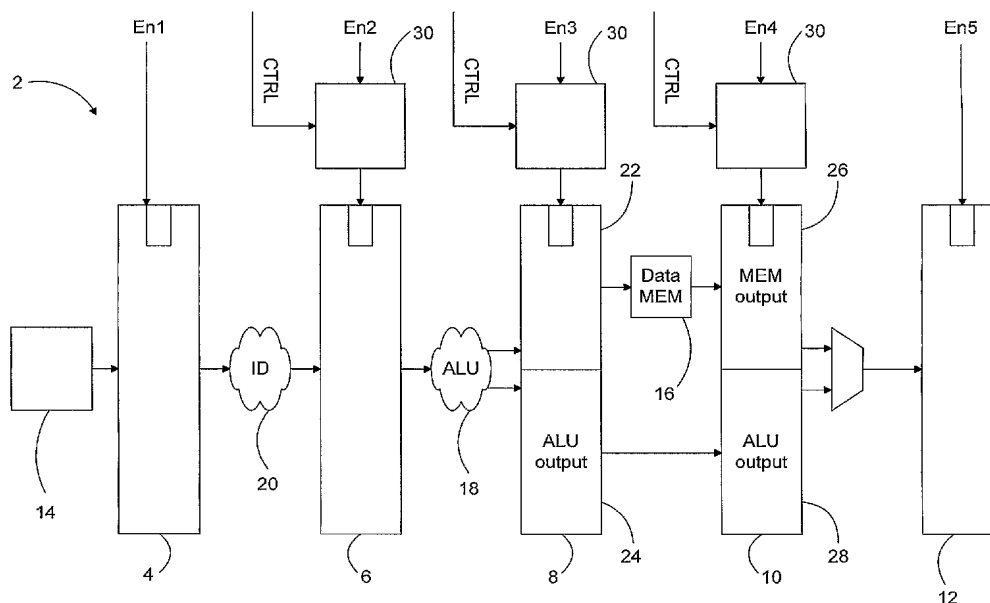 En1
En2
30
En3
30
En4
30
En5
CTRL
CTRL
CTRL
2
22
26
Data
MEM
MEM
output
ID
ALU
16
ALU
output
ALU
output
14
20
18
24
28
4
6
8
10
12